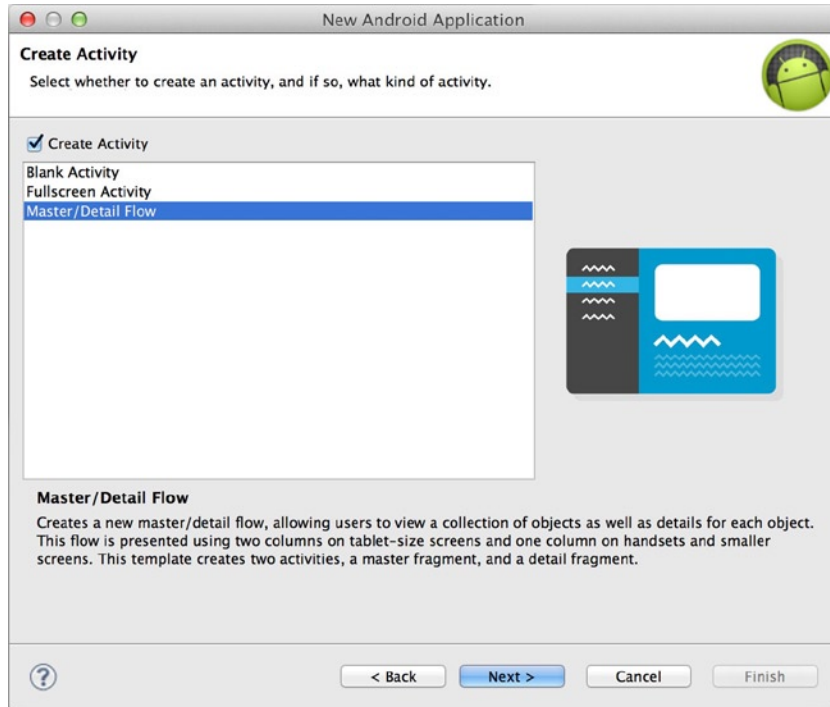 New Android Application
Create Activity
Select whether to create an activity, and if so, what kind of activity.
Create Activity
Blank Activity
Fullscreen Activity
Master/Detail Flow
Master/Detail Flow
Creates a new master/detail flow, allowing users to view a collection of objects as well as details for each object.
This flow is presented using two columns on tablet-size screens and one column on handsets and smaller
screens. This template creates two activities, a master fragment, and a detail fragment.
?
< Back
Next >
Cancel
Finish